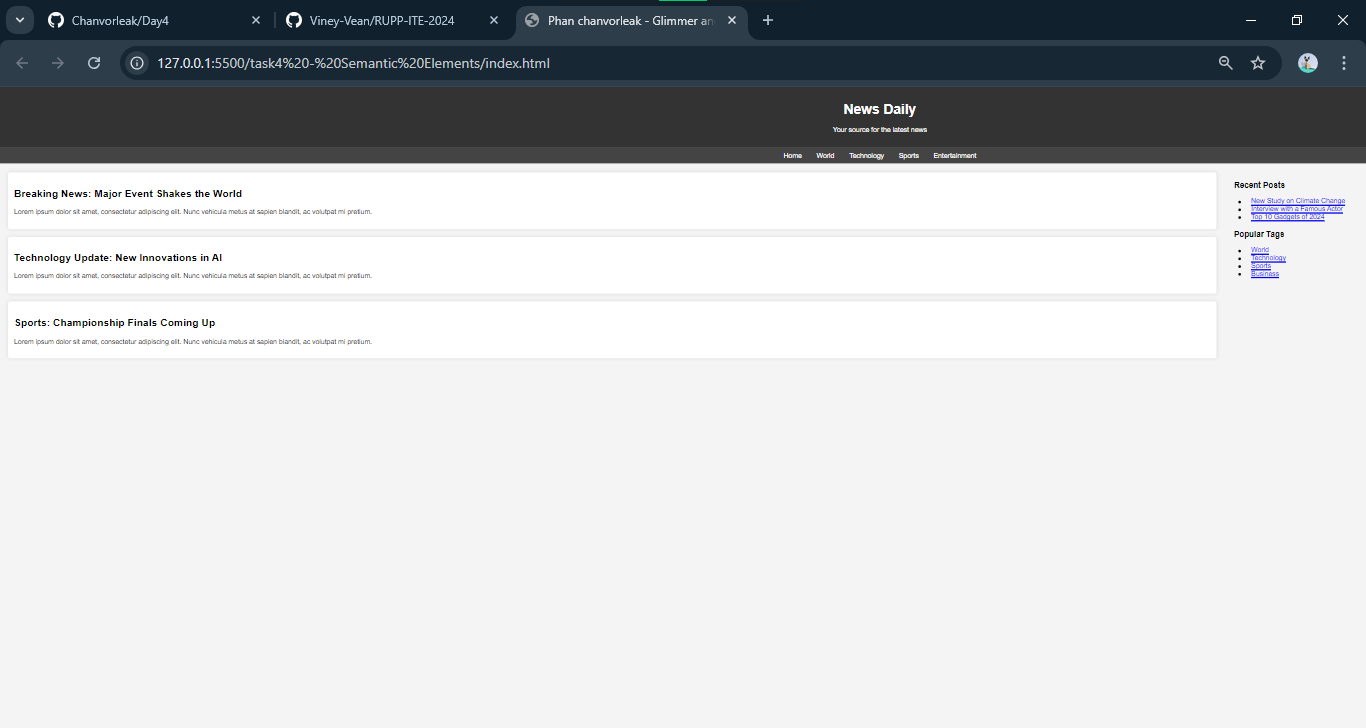 Chanvorleak/Day4
Viney-Vean/RUPP-ITE-2024
Phan chanvorleak - Glimmer an
127.0.0.1:5500/task4%20-%20Semantic%20Elements/index.html
News Daily
Your source for the latest news
Home World Technology Sports Entertainment
Breaking News: Major Event Shakes the World
Lorem ipsum dolor sit amet, consectetur adipiscing elit. Nunc vehicula metus at sapien blandit, ac volutpat mi pretium.
Technology Update: New Innovations in AI
Lorem ipsum dolor sit amet, consectetur adipiscing elit. Nunc vehicula metus at sapien blandit, ac volutpat mi pretium.
Sports: Championship Finals Coming Up
Lorem ipsum dolor sit amet, consectetur adipiscing elit. Nunc vehicula metus at sapien blandit, ac volutpat mi pretium.
Recent Posts
New Study on Climate Change
Interview with a Famous Actor
Top 10 Gadgets of 2024
Popular Tags
World
Technology
Sports
Business